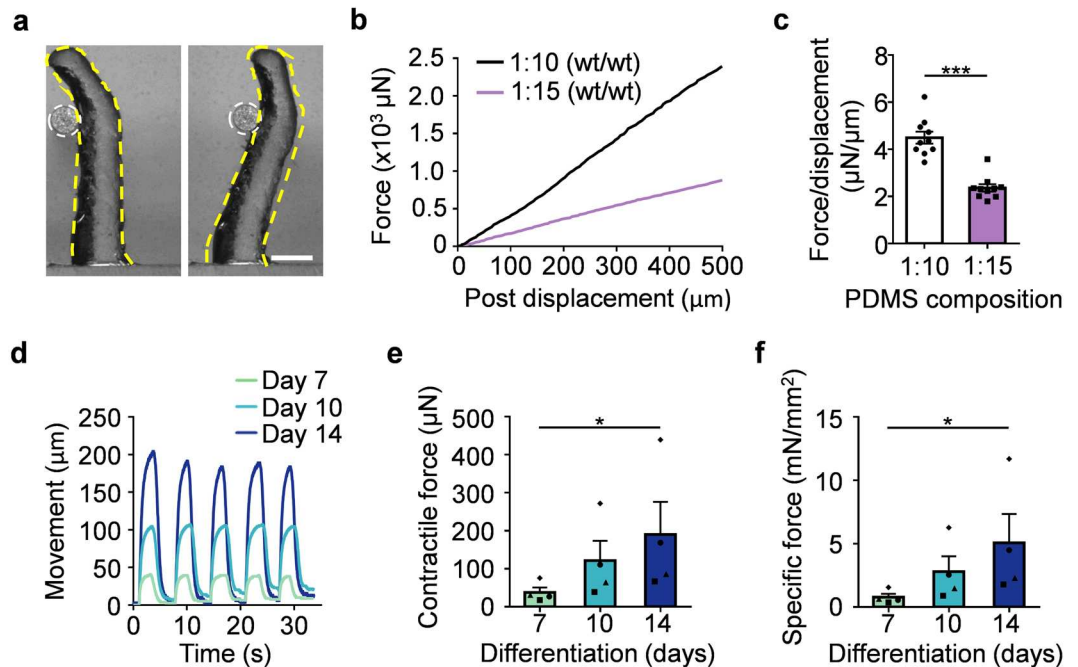 a
b
Force (x10³ µN)
2.5
2.0
1.5
1.0
0.5
0
1:10 (wt/wt)
1:15 (wt/wt)
0
100
200
300
400
500
Post displacement (µm)
c
Force/displacement
(µN/µm)
8
6
4
2
0
***
1:10
1:15
PDMS composition
d
Day 7
Day 10
Day 14
Movement (µm)
250
200
150
100
50
0
0
10
20
30
Time (s)
e
Contractile force (µN)
500
400
300
200
100
0
*
7
10
14
Differentiation (days)
f
Specific force (mN/mm²)
15
10
5
0
*
7
10
14
Differentiation (days)